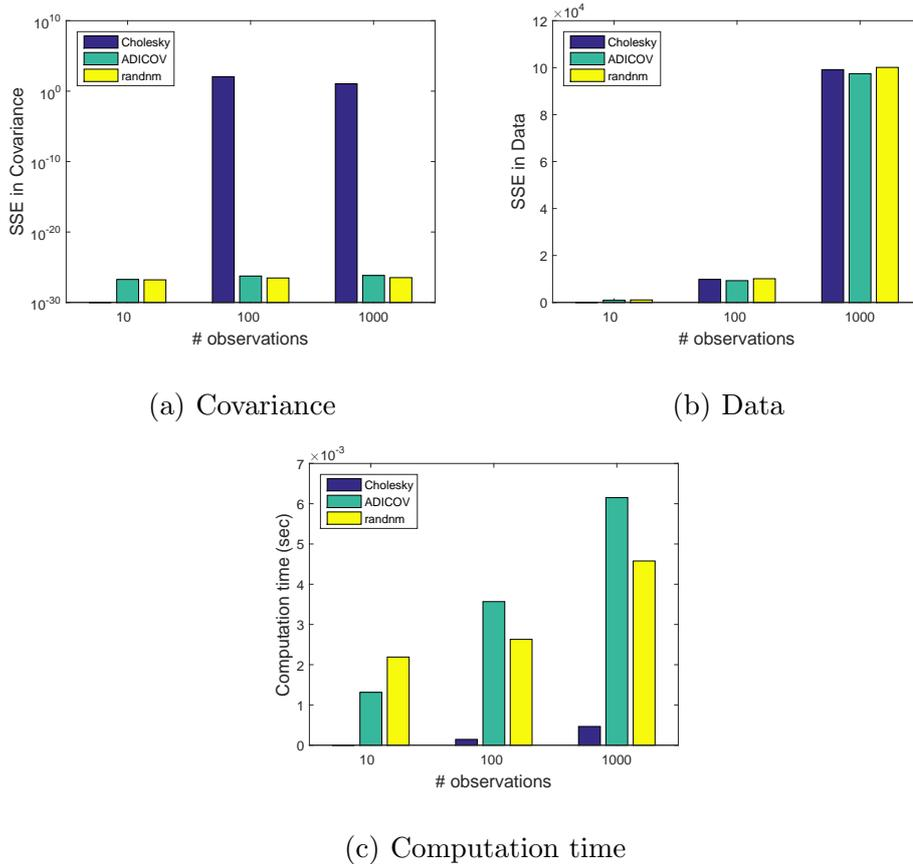 10^10
10^0
10^-10
10^-20
10^-30
SSE in Covariance
Cholesky
ADICOV
randnm
10 100 1000
# observations
(a) Covariance
×10^4
12
10
8
6
4
2
0
SSE in Data
Cholesky
ADICOV
randnm
10 100 1000
# observations
(b) Data
×10^-3
7
6
5
4
3
2
1
0
Computation time (sec)
Cholesky
ADICOV
randnm
10 100 1000
# observations
(c) Computation time